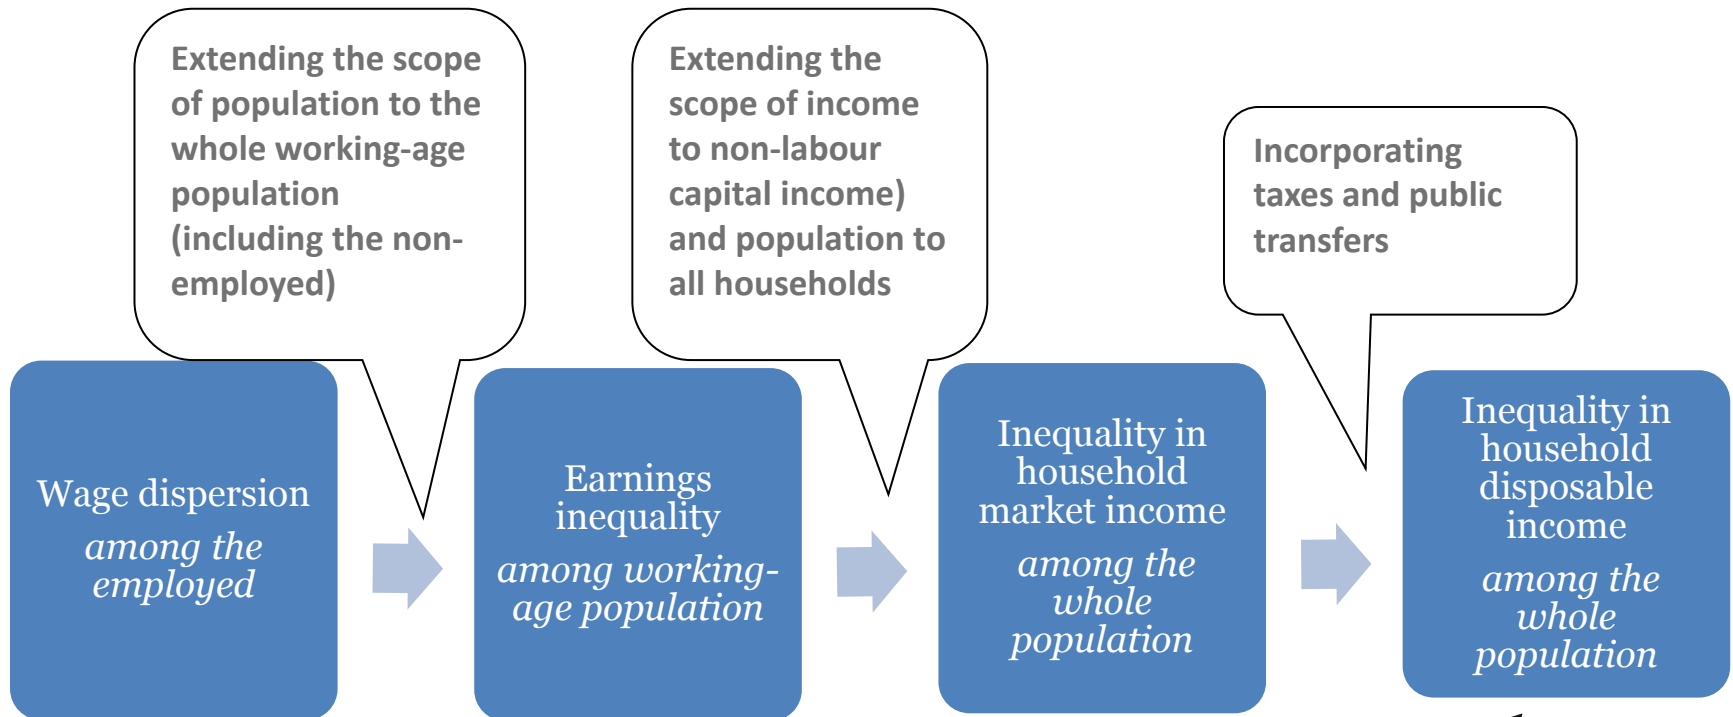 Extending the scope
of population to the
whole working-age
population
(including the non-
employed)
Extending the
scope of income
to non-labour
capital income)
and population to
all households
Incorporating
taxes and public
transfers
Wage dispersion
among the
employed
Earnings
inequality
among working-
age population
Inequality in
household
market income
among the
whole
population
Inequality in
household
disposable
income
among the
whole
population